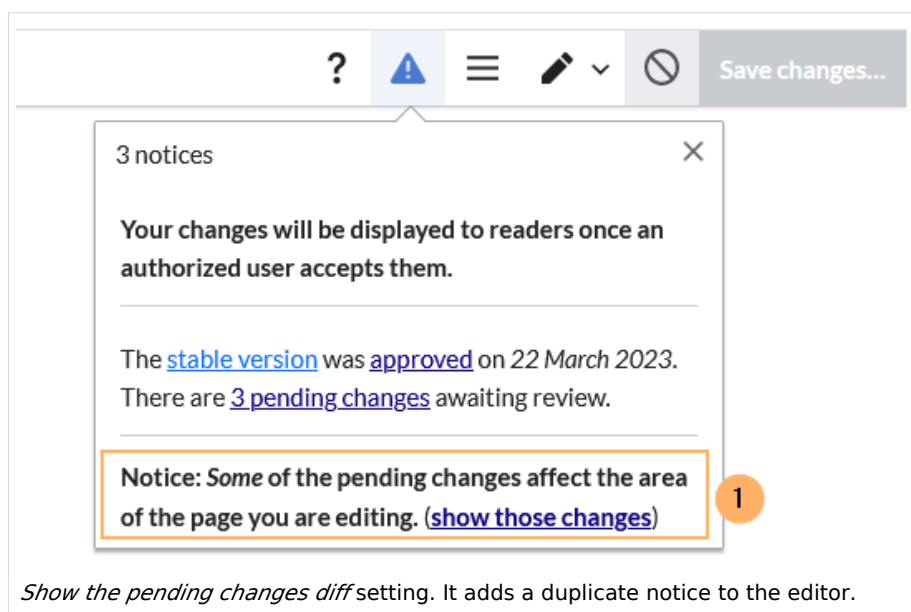 ?
Save changes...
3 notices
Your changes will be displayed to readers once an
authorized user accepts them.
The stable version was approved on 22 March 2023.
There are 3 pending changes awaiting review.
Notice: Some of the pending changes affect the area
of the page you are editing. (show those changes)
1
Show the pending changes diff setting. It adds a duplicate notice to the editor.